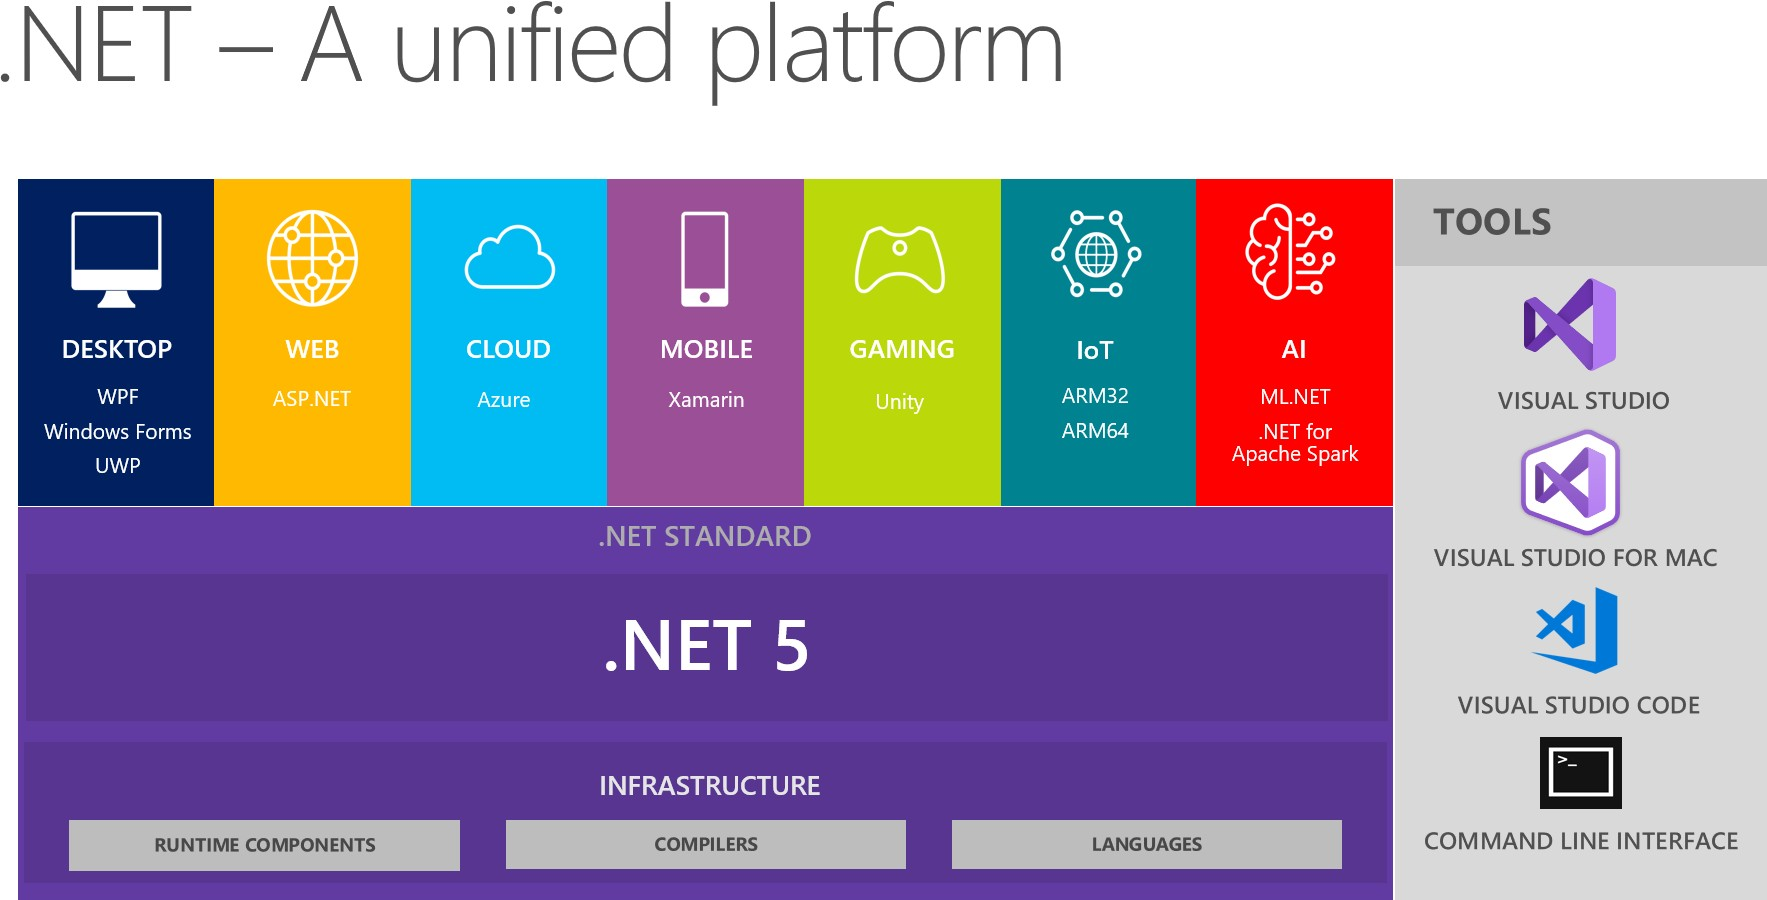 .NET – A unified platform
DESKTOP
WPF
Windows Forms
UWP
WEB
ASP.NET
CLOUD
Azure
MOBILE
Xamarin
GAMING
Unity
IoT
ARM32
ARM64
AI
ML.NET
.NET for
Apache Spark
.NET STANDARD
.NET 5
INFRASTRUCTURE
RUNTIME COMPONENTS
COMPILERS
LANGUAGES
TOOLS
VISUAL STUDIO
VISUAL STUDIO FOR MAC
VISUAL STUDIO CODE
>_
COMMAND LINE INTERFACE